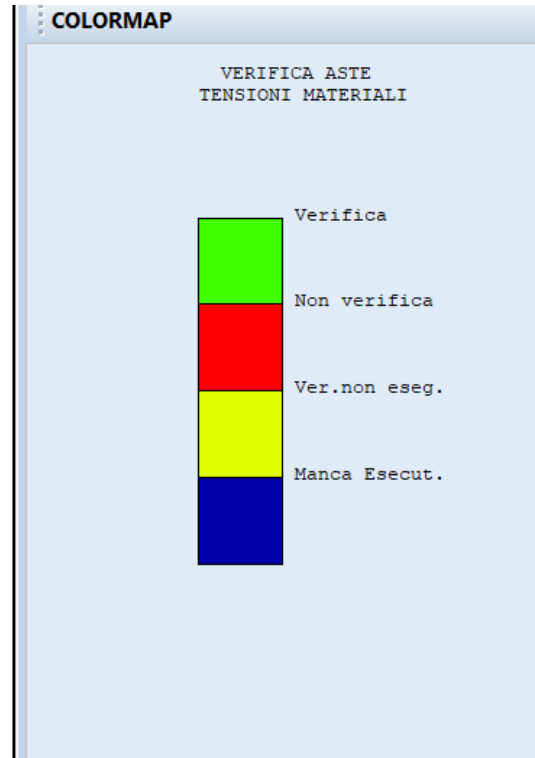 COLORMAP
VERIFICA ASTE
TENSIONI MATERIALI
Verifica
Non verifica
Ver.non eseg.
Manca Esecut.